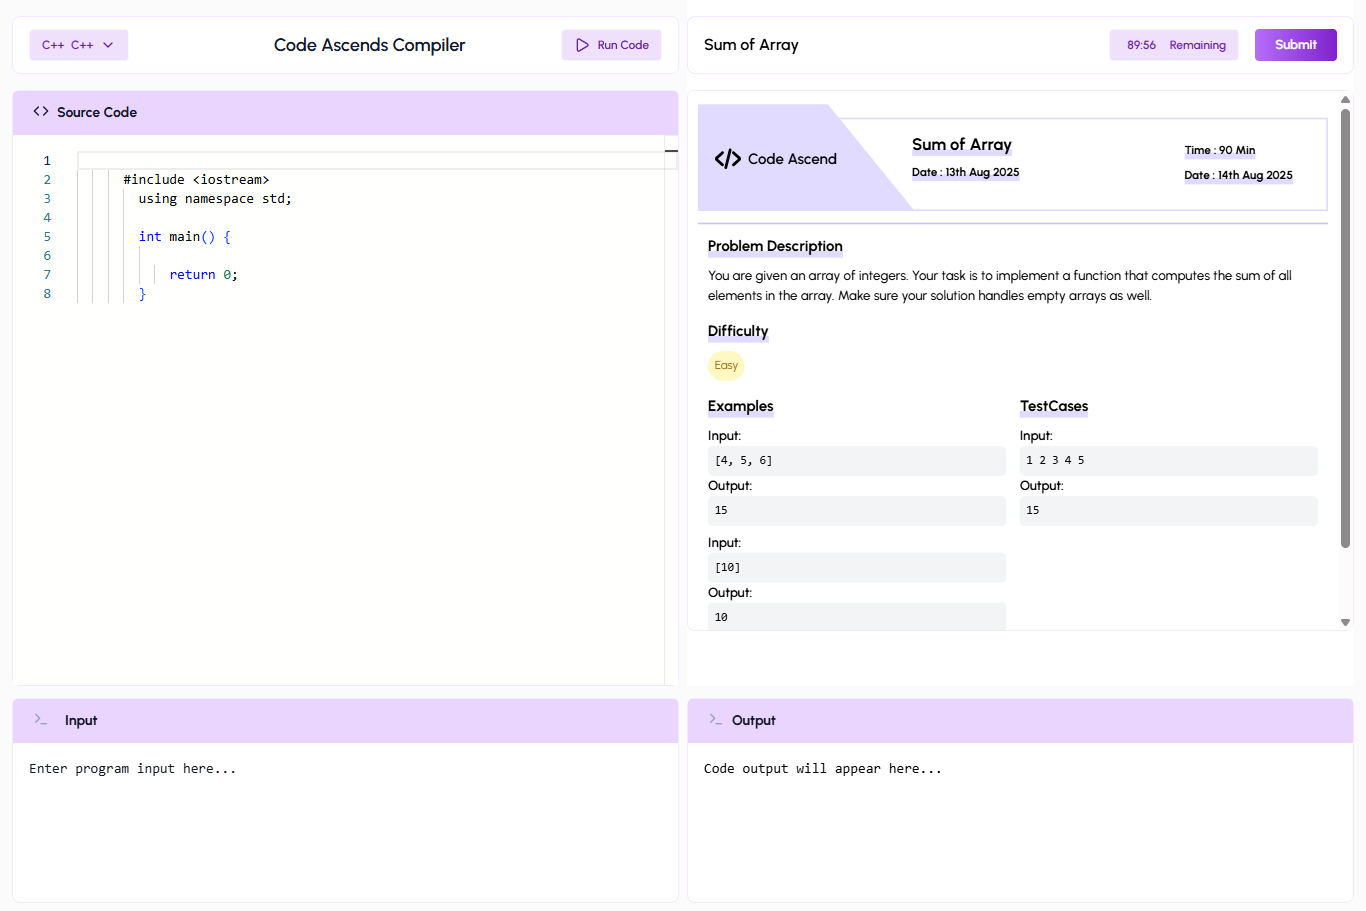 C++ C++
Code Ascends Compiler
Run Code
Sum of Array
89:56 Remaining
Submit
Source Code
1
2 #include <iostream>
3 using namespace std;
4
5 int main() {
6
7 return 0;
8 }
Code Ascend
Sum of Array
Date : 13th Aug 2025
Time : 90 Min
Date : 14th Aug 2025
Problem Description
You are given an array of integers. Your task is to implement a function that computes the sum of all
elements in the array. Make sure your solution handles empty arrays as well.
Difficulty
Easy
Examples
Input:
[4, 5, 6]
Output:
15
Input:
[10]
Output:
10
TestCases
Input:
1 2 3 4 5
Output:
15
Input
Enter program input here...
Output
Code output will appear here...